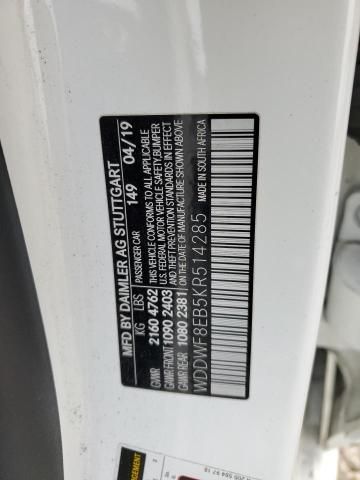 MFD BY DAIMLER AG STUTTGART
KG LBS PASSENGER CAR 149 04/19
GVWR 2160 4762 THIS VEHICLE CONFORMS TO ALL APPLICABLE
U.S. FEDERAL MOTOR VEHICLE SAFETY, BUMPER
GAWR FRONT 1090 2403 AND THEFT PREVENTION STANDARDS IN EFFECT
GAWR REAR 1080 2381 ON THE DATE OF MANUFACTURE SHOWN ABOVE
WDDWF8EB5KR514285 MADE IN SOUTH AFRICA